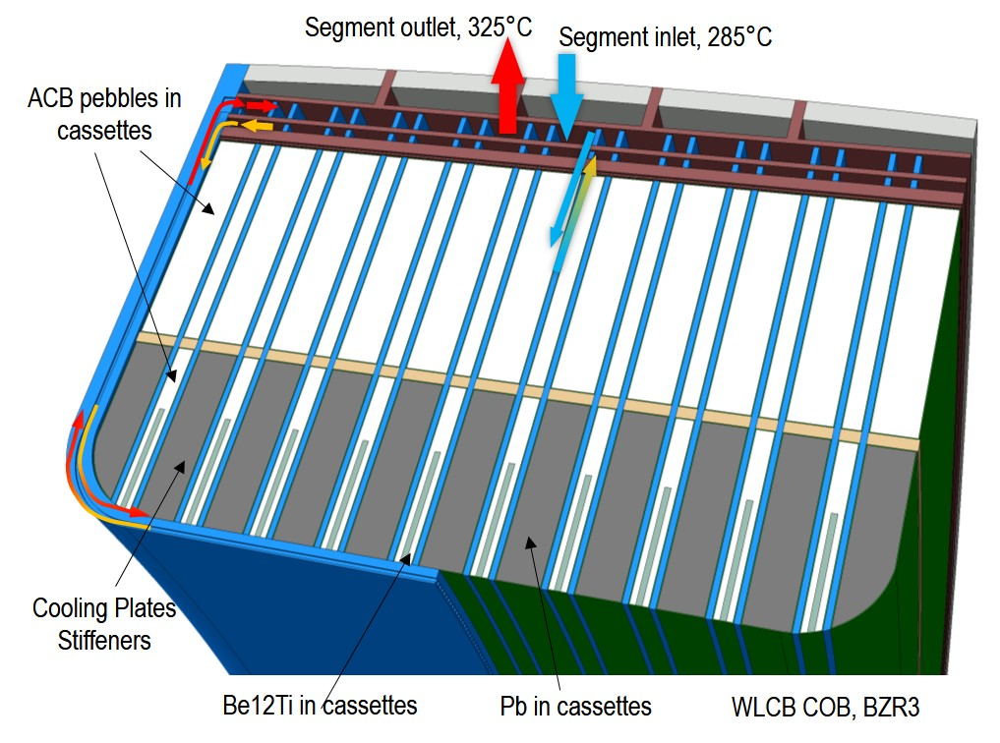 Segment outlet, 325°C
Segment inlet, 285°C
ACB pebbles in
cassettes
Cooling Plates
Stiffeners
Be12Ti in cassettes
Pb in cassettes
WLCB COB, BZR3